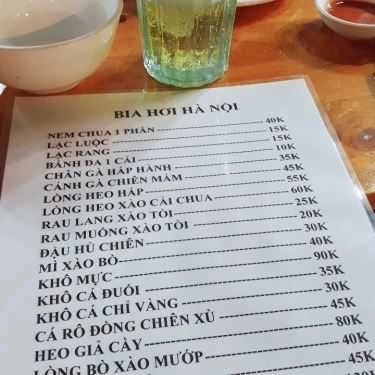 BIA HƠI HÀ NỘI
NEM CHUA 1 PHẦN 40K
LẠC LUỘC 15K
LẠC RANG 15K
BÁNH ĐA 1 CÁI 10K
CHÂN GÀ HẤP HÀNH 35K
CÁNH GÀ CHIÊN MẮM 45K
LÒNG HEO HẤP 55K
LÒNG HEO XÀO CẢI CHUA 60K
RAU LANG XÀO TỎI 25K
RAU MUỐNG XÀO TỎI 20K
ĐẬU HỦ CHIÊN 30K
MÌ XÀO BÒ 40K
KHÔ MỰC 90K
KHÔ CÁ ĐUỐI 35K
KHÔ CÁ CHỈ VÀNG 30K
CÁ RÔ ĐỒNG CHIÊN XÙ 45K
HEO GIẢ CẦY 80K
LÒNG BÒ XÀO MƯỚP 40K
45K